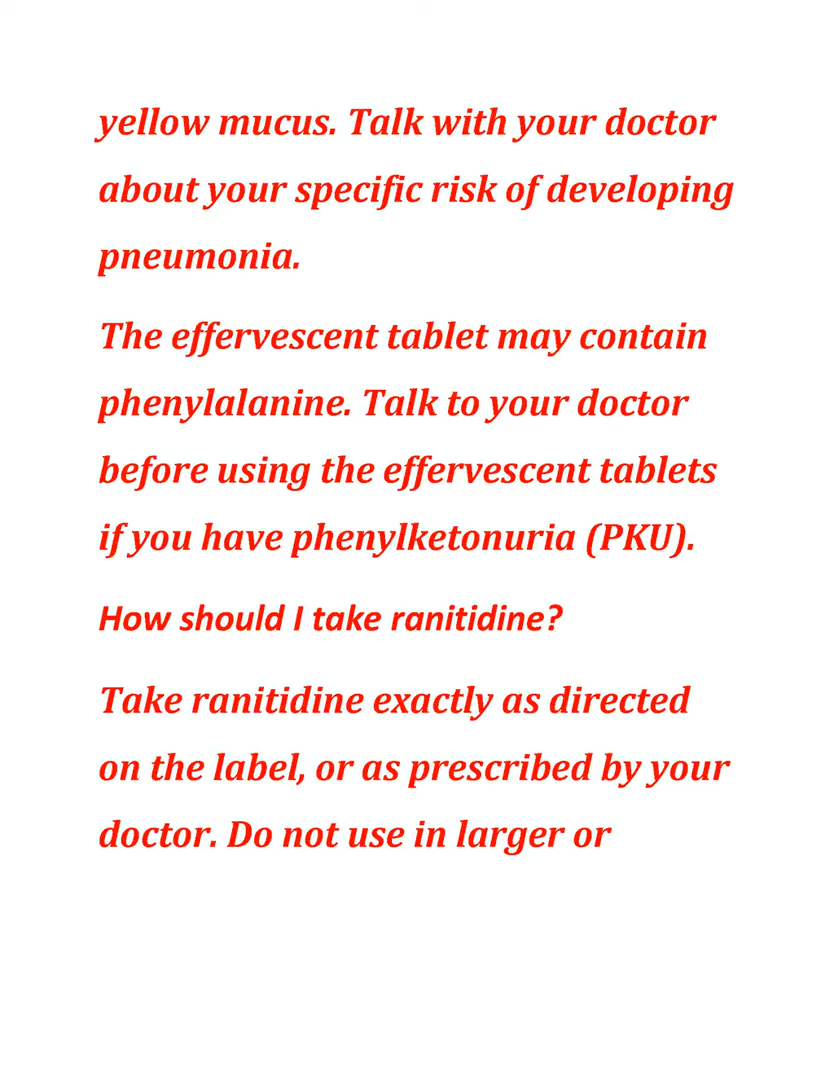 yellow mucus. Talk with your doctor
about your specific risk of developing
pneumonia.
The effervescent tablet may contain
phenylalanine. Talk to your doctor
before using the effervescent tablets
if you have phenylketonuria (PKU).
How should I take ranitidine?
Take ranitidine exactly as directed
on the label, or as prescribed by your
doctor. Do not use in larger or